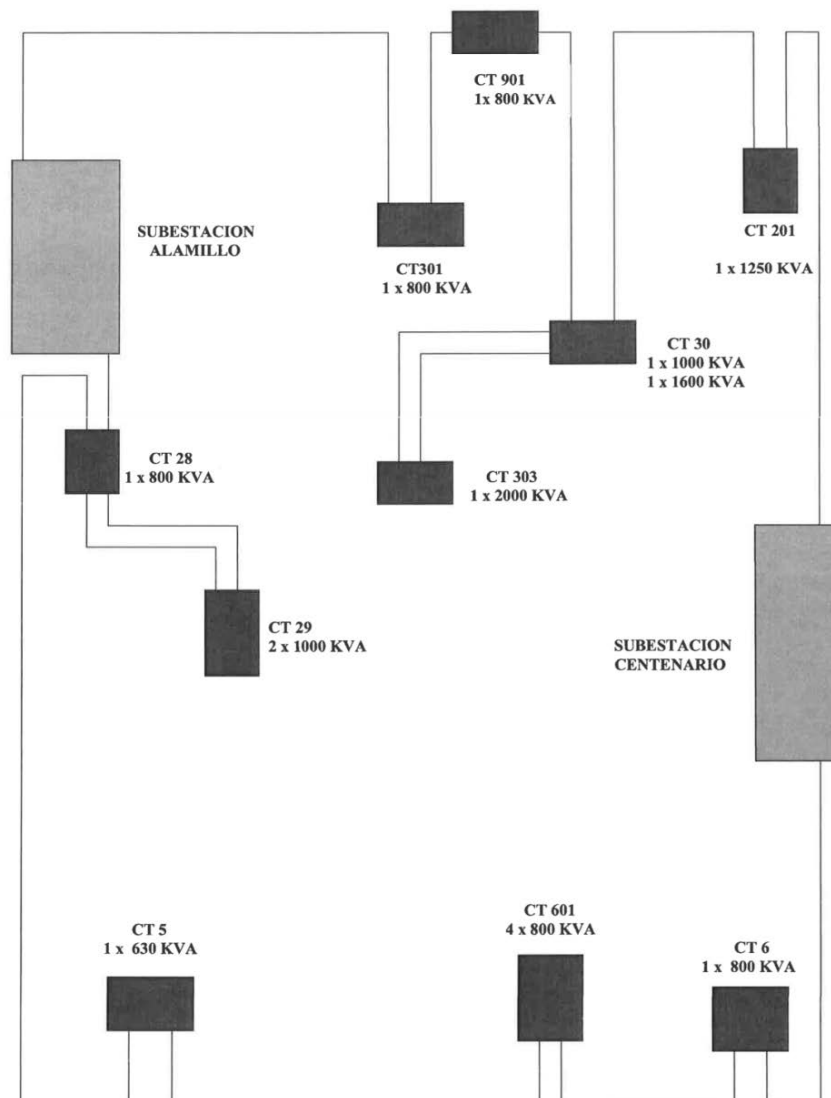 CT 901
1x 800 KVA
SUBESTACION
ALAMILLO
CT 201
1 x 1250 KVA
CT301
1 x 800 KVA
CT 30
1 x 1000 KVA
1 x 1600 KVA
CT 28
1 x 800 KVA
CT 303
1 x 2000 KVA
CT 29
2 x 1000 KVA
SUBESTACION
CENTENARIO
CT 5
1 x 630 KVA
CT 601
4 x 800 KVA
CT 6
1 x 800 KVA